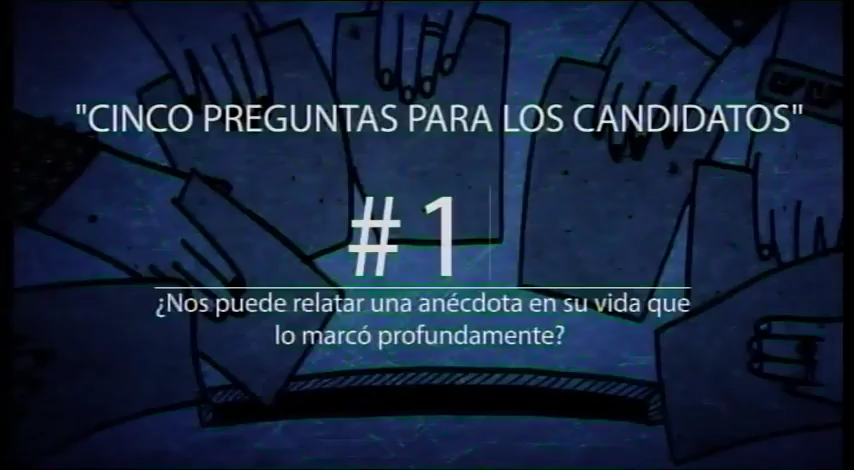 "CINCO PREGUNTAS PARA LOS CANDIDATOS"
#1
¿Nos puede relatar una anécdota en su vida que
lo marcó profundamente?